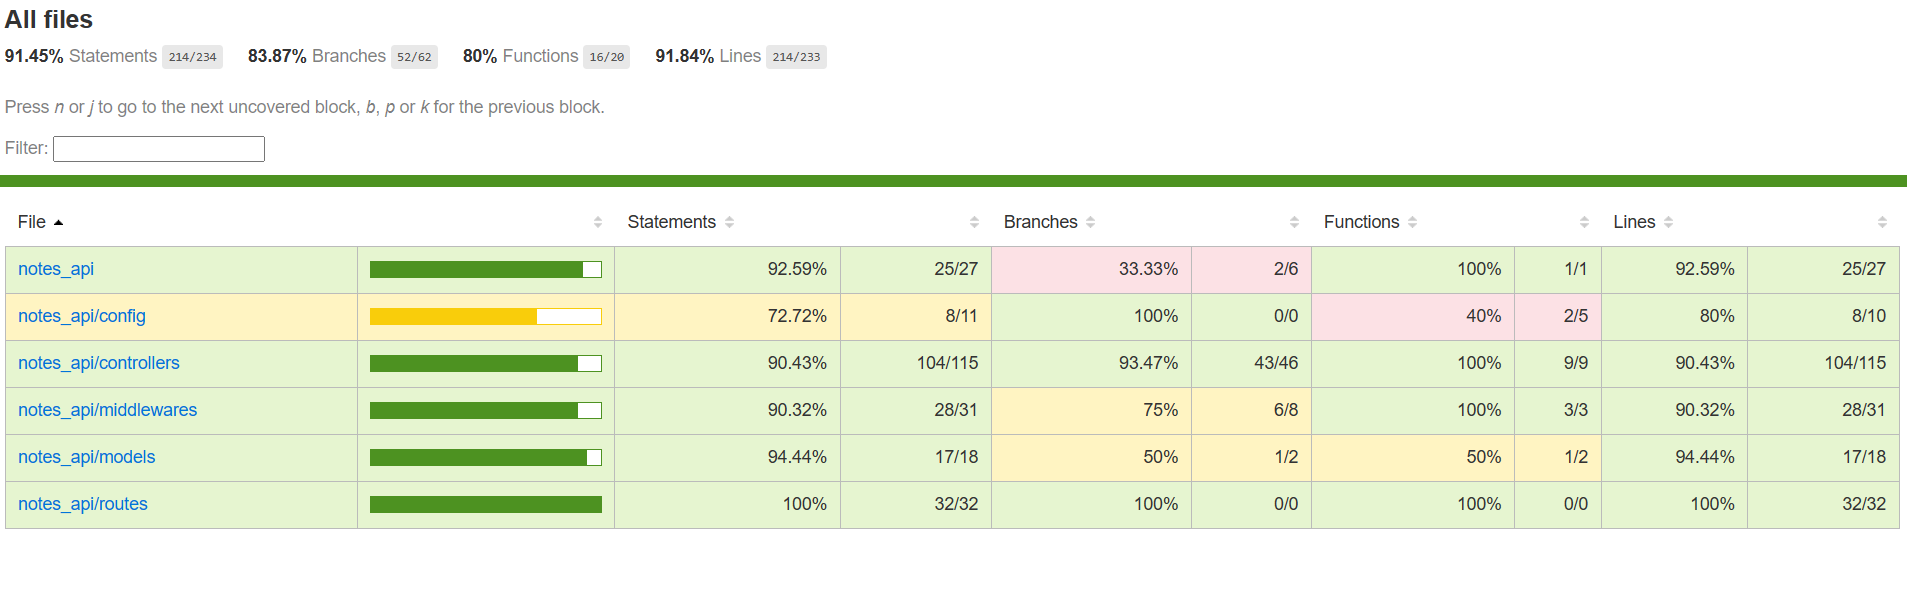 All files
91.45% Statements 214/234 83.87% Branches 52/62 80% Functions 16/20 91.84% Lines 214/233
Press n or j to go to the next uncovered block, b, p or k for the previous block.
Filter:
File Statements Branches Functions Lines
notes_api 92.59% 25/27 33.33% 2/6 100% 1/1 92.59% 25/27
notes_api/config 72.72% 8/11 100% 0/0 40% 2/5 80% 8/10
notes_api/controllers 90.43% 104/115 93.47% 43/46 100% 9/9 90.43% 104/115
notes_api/middlewares 90.32% 28/31 75% 6/8 100% 3/3 90.32% 28/31
notes_api/models 94.44% 17/18 50% 1/2 50% 1/2 94.44% 17/18
notes_api/routes 100% 32/32 100% 0/0 100% 0/0 100% 32/32